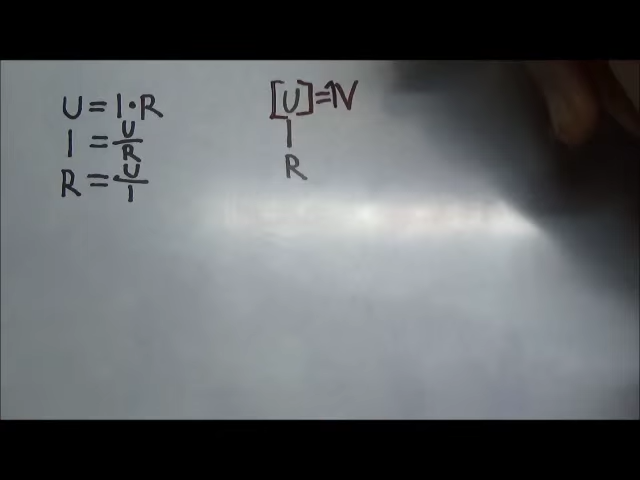 U = I · R
I = U/R
R = U/I
[U] = 1V
I
R